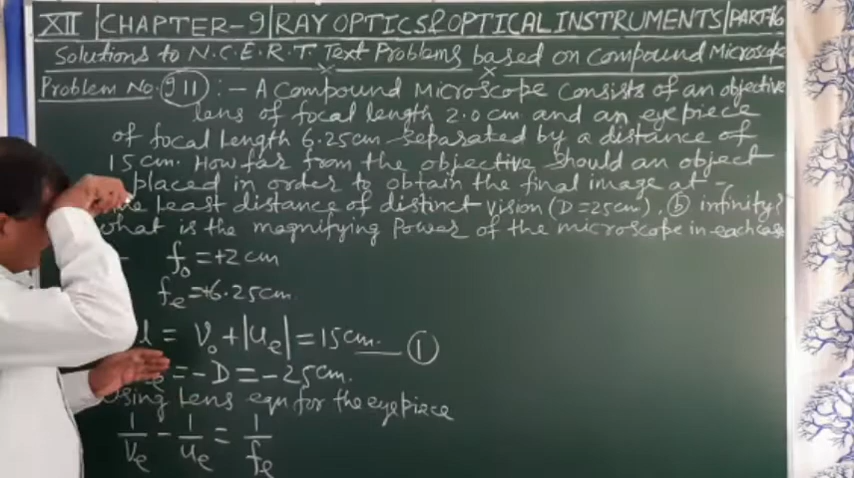 XII | CHAPTER-9 | RAY OPTICS & OPTICAL INSTRUMENTS | PART-16
Solutions to N.C.E.R.T. Text Problems based on Compound Microscope
Problem No. 9.11 :- A Compound Microscope consists of an objective
lens of focal length 2.0 cm and an eyepiece
of focal length 6.25cm separated by a distance of
15 cm. How far from the objective should an object
placed in order to obtain the final image at -
least distance of distinct vision (D=25cm), ⓑ infinity?
what is the magnifying Power of the microscope in each case
f₀ = +2 cm
fₑ = +6.25cm
= V₀ + |uₑ| = 15 cm. ①
= -D = -25cm.
Using Lens eqn for the eyepiece
1/Vₑ - 1/uₑ = 1/fₑ